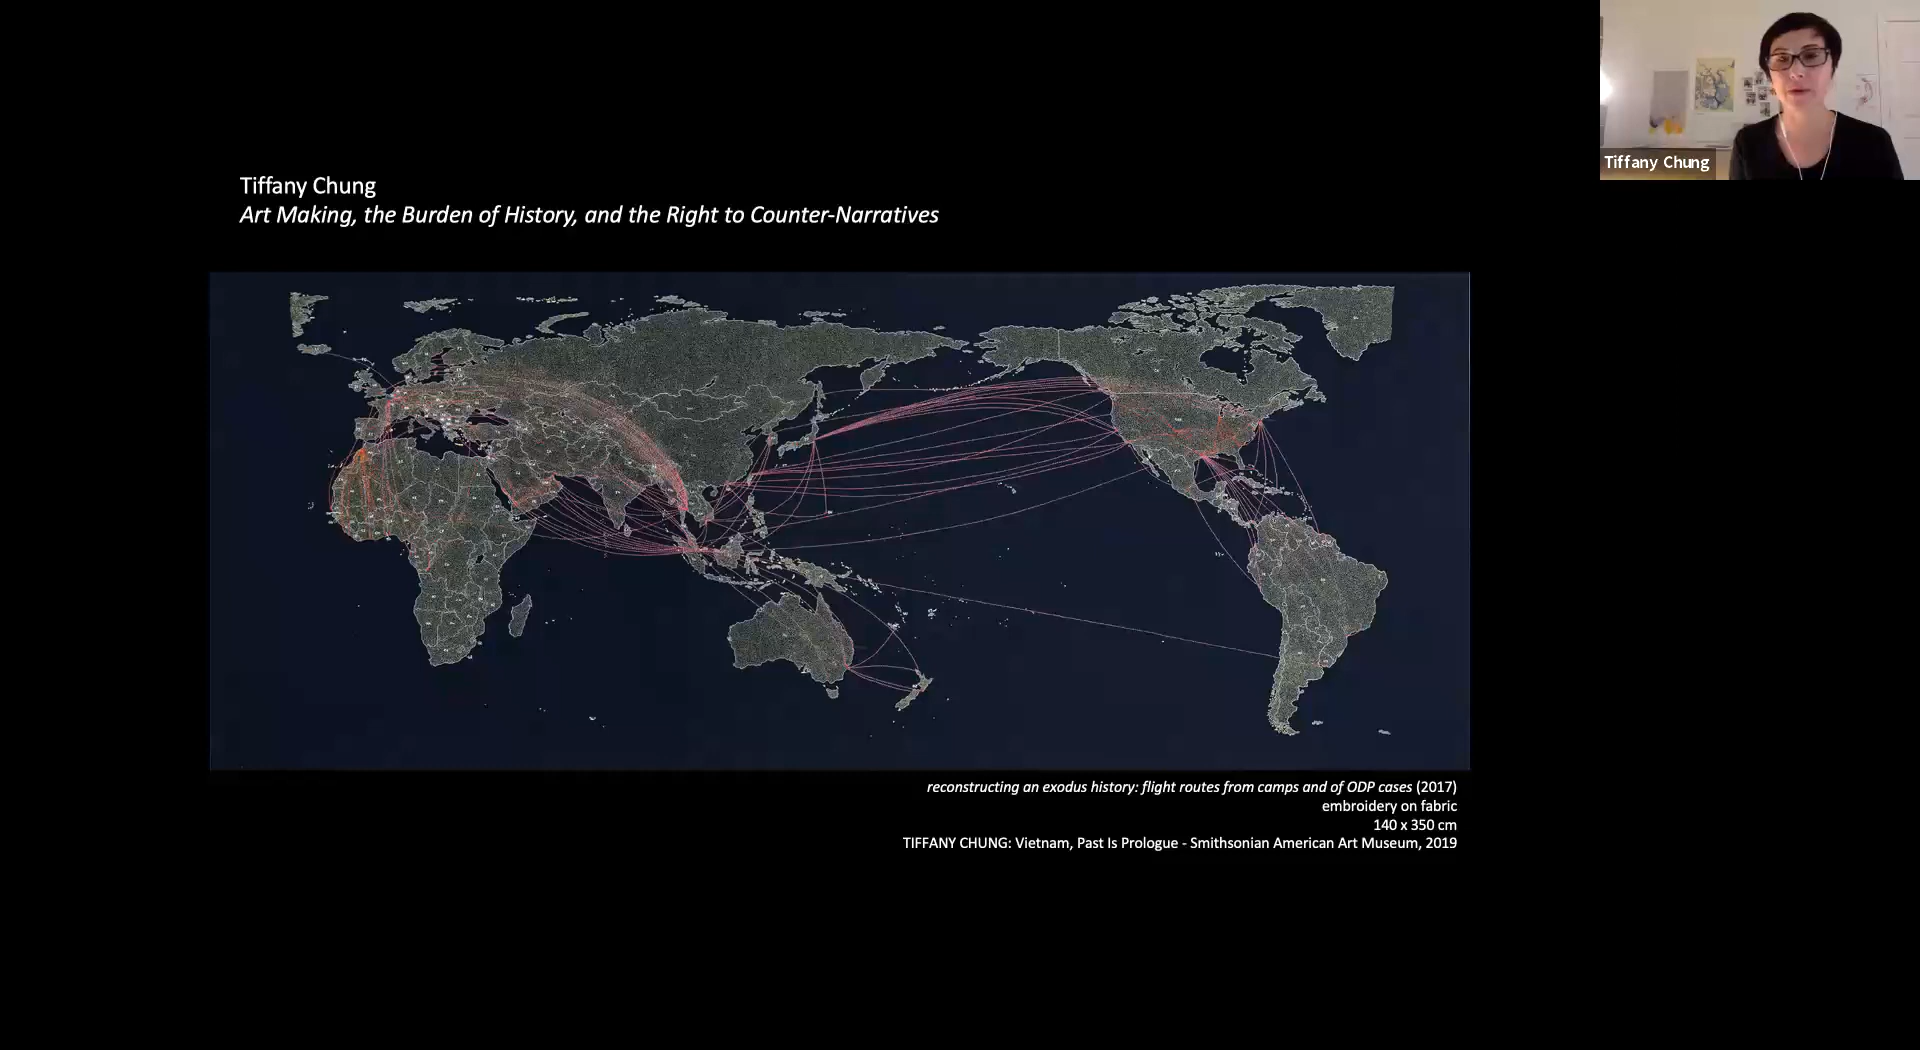 Tiffany Chung
Tiffany Chung
Art Making, the Burden of History, and the Right to Counter-Narratives
reconstructing an exodus history: flight routes from camps and of ODP cases (2017)
embroidery on fabric
140 x 350 cm
TIFFANY CHUNG: Vietnam, Past Is Prologue - Smithsonian American Art Museum, 2019